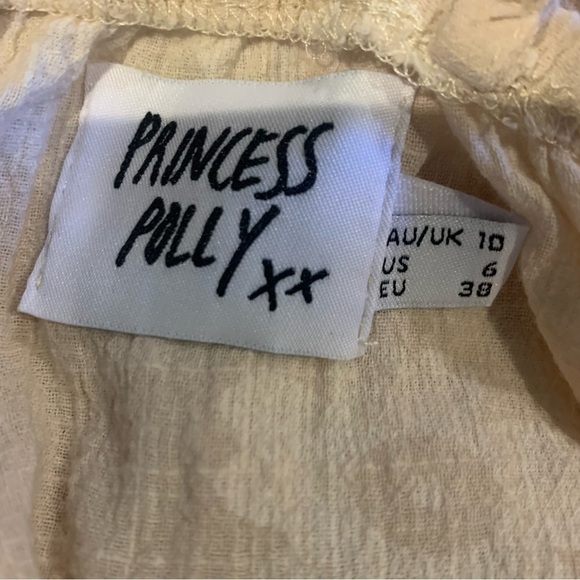 PRINCESS
POLLY
xx
AU/UK 10
US 6
EU 38